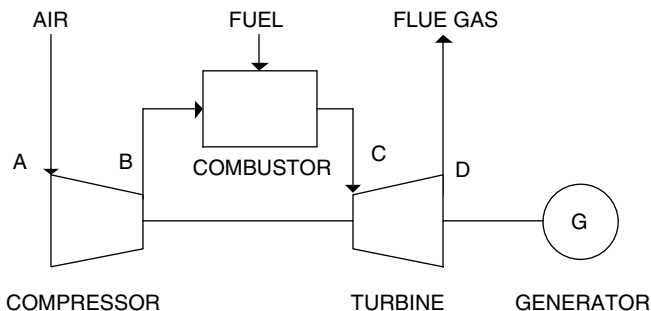 AIR
FUEL
FLUE GAS
A
B
C
D
COMBUSTOR
G
COMPRESSOR
TURBINE
GENERATOR